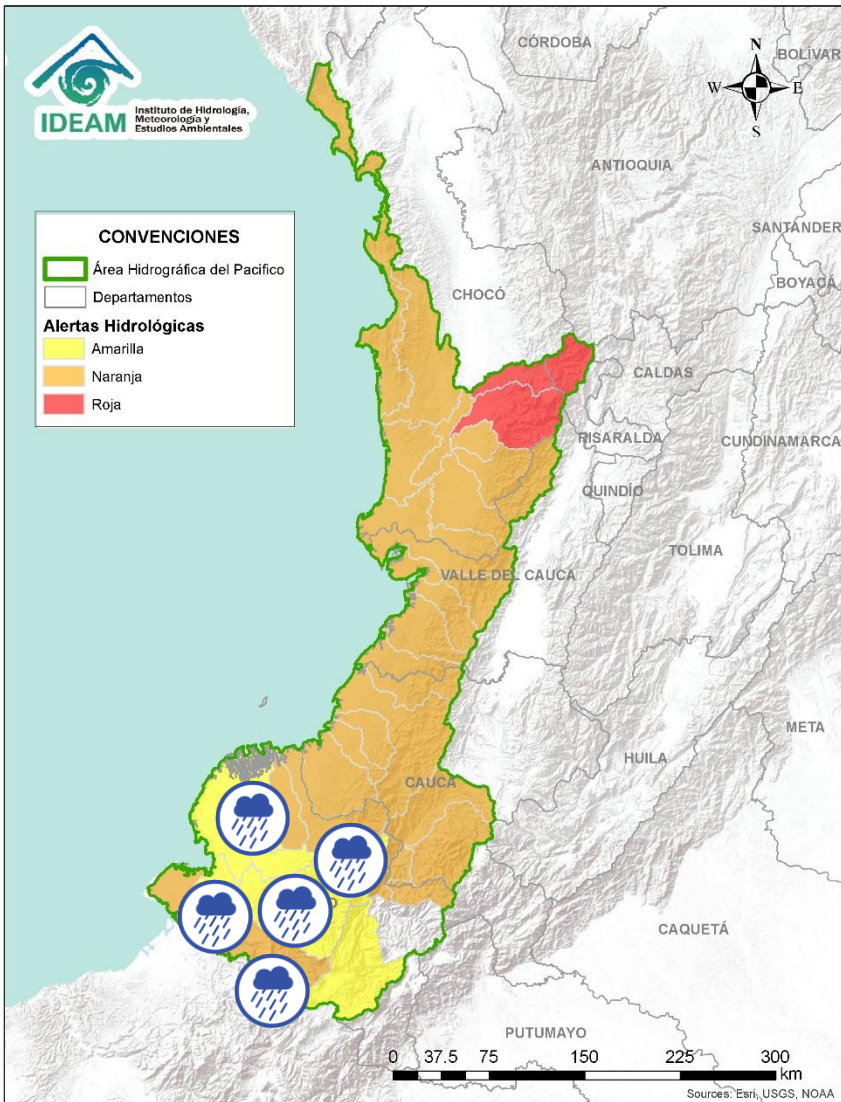 IDEAM
Instituto de Hidrología,
Meteorología y
Estudios Ambientales
N
W
E
S
CONVENCIONES
Área Hidrográfica del Pacifico
Departamentos
Alertas Hidrológicas
Amarilla
Naranja
Roja
CÓRDOBA
BOLÍVAR
ANTIOQUIA
SANTANDER
BOYACÁ
CHOCÓ
CALDAS
RISARALDA
CUNDINAMARCA
QUINDÍO
TOLIMA
VALLE DEL CAUCA
META
HUILA
CAUCA
CAQUETÁ
PUTUMAYO
0 37.5 75 150 225 300
km
Sources: Esri, USGS, NOAA